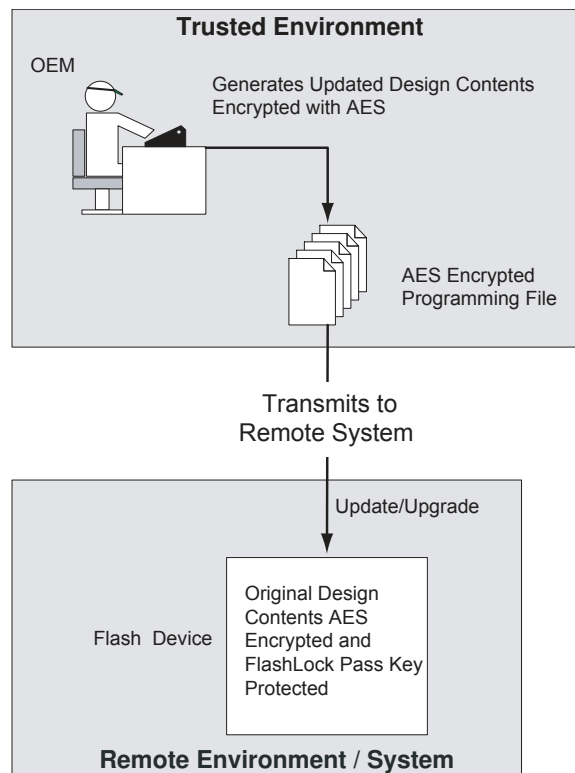 Trusted Environment
OEM
Generates Updated Design Contents
Encrypted with AES
AES Encrypted
Programming File
Transmits to
Remote System
Update/Upgrade
Original Design
Contents AES
Encrypted and
FlashLock Pass Key
Protected
Flash Device
Remote Environment / System